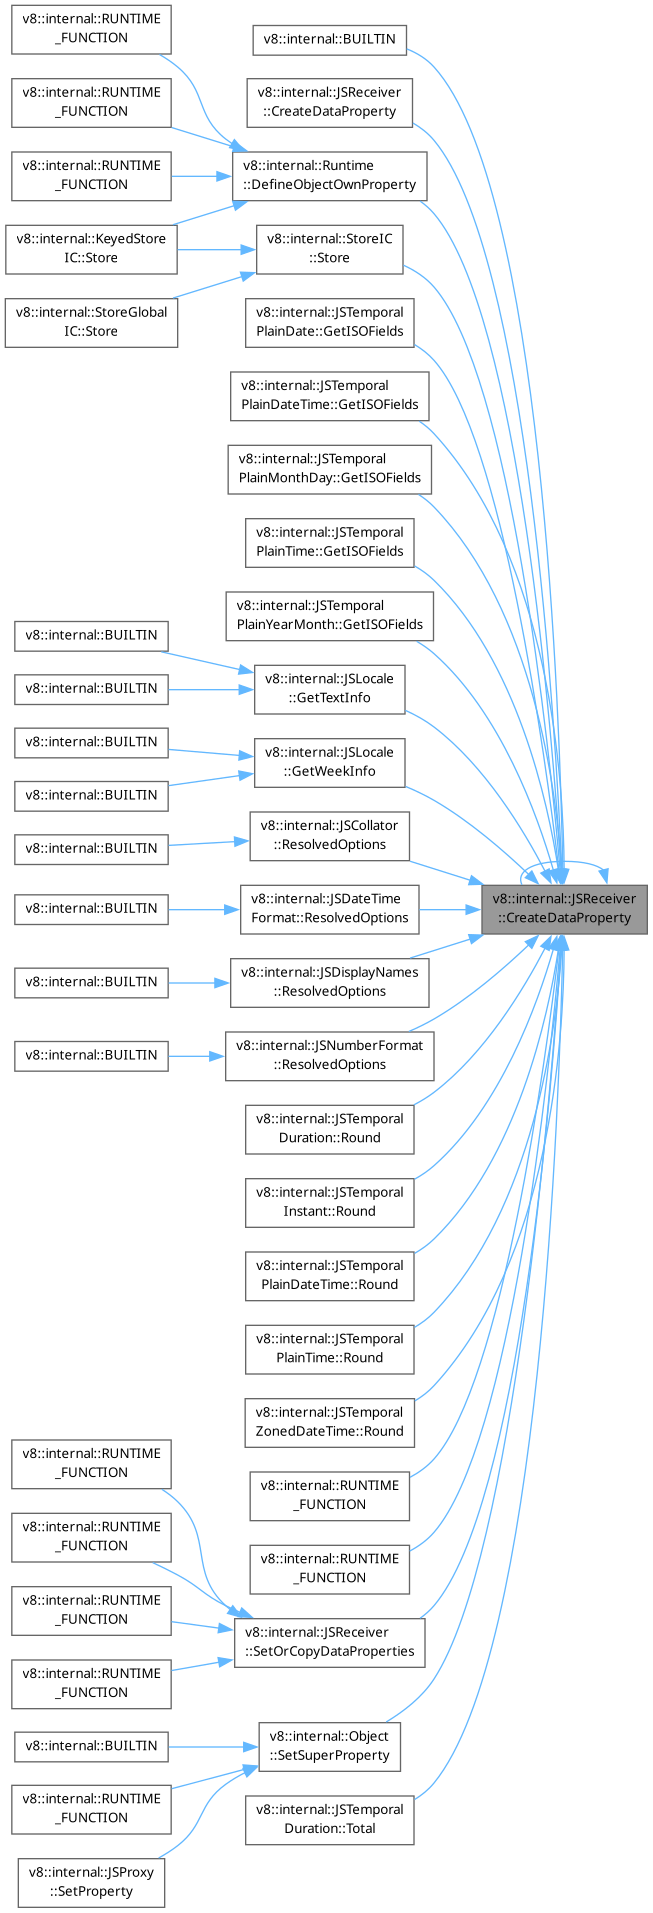 v8::internal::RUNTIME
_FUNCTION
v8::internal::RUNTIME
_FUNCTION
v8::internal::RUNTIME
_FUNCTION
v8::internal::KeyedStore
IC::Store
v8::internal::StoreGlobal
IC::Store
v8::internal::BUILTIN
v8::internal::BUILTIN
v8::internal::BUILTIN
v8::internal::BUILTIN
v8::internal::BUILTIN
v8::internal::BUILTIN
v8::internal::BUILTIN
v8::internal::BUILTIN
v8::internal::RUNTIME
_FUNCTION
v8::internal::RUNTIME
_FUNCTION
v8::internal::RUNTIME
_FUNCTION
v8::internal::RUNTIME
_FUNCTION
v8::internal::BUILTIN
v8::internal::RUNTIME
_FUNCTION
v8::internal::JSProxy
::SetProperty
v8::internal::BUILTIN
v8::internal::JSReceiver
::CreateDataProperty
v8::internal::Runtime
::DefineObjectOwnProperty
v8::internal::StoreIC
::Store
v8::internal::JSTemporal
PlainDate::GetISOFields
v8::internal::JSTemporal
PlainDateTime::GetISOFields
v8::internal::JSTemporal
PlainMonthDay::GetISOFields
v8::internal::JSTemporal
PlainTime::GetISOFields
v8::internal::JSTemporal
PlainYearMonth::GetISOFields
v8::internal::JSLocale
::GetTextInfo
v8::internal::JSLocale
::GetWeekInfo
v8::internal::JSCollator
::ResolvedOptions
v8::internal::JSDateTime
Format::ResolvedOptions
v8::internal::JSDisplayNames
::ResolvedOptions
v8::internal::JSNumberFormat
::ResolvedOptions
v8::internal::JSTemporal
Duration::Round
v8::internal::JSTemporal
Instant::Round
v8::internal::JSTemporal
PlainDateTime::Round
v8::internal::JSTemporal
PlainTime::Round
v8::internal::JSTemporal
ZonedDateTime::Round
v8::internal::RUNTIME
_FUNCTION
v8::internal::RUNTIME
_FUNCTION
v8::internal::JSReceiver
::SetOrCopyDataProperties
v8::internal::Object
::SetSuperProperty
v8::internal::JSTemporal
Duration::Total
v8::internal::JSReceiver
::CreateDataProperty